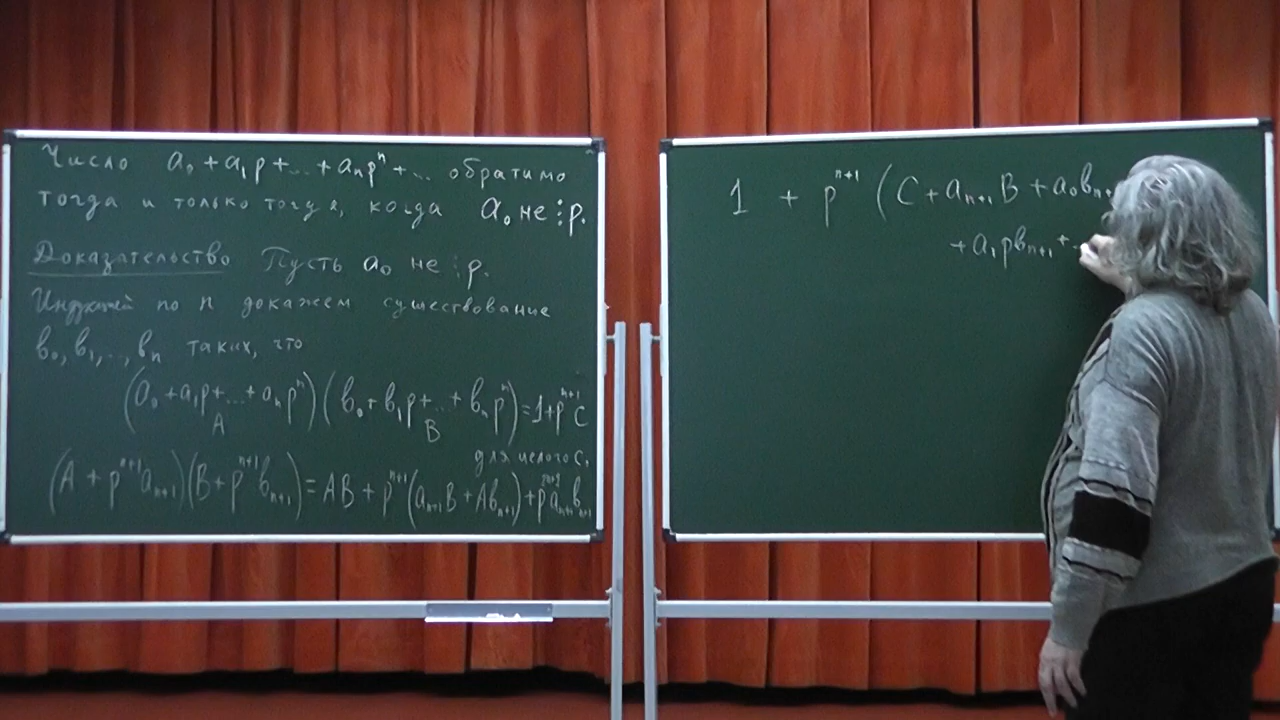 Число a₀ + a₁p + ... + aₙpⁿ + ... обратимо
тогда и только тогда, когда a₀ не ⋮ p.
Доказательство Пусть a₀ не ⋮ p.
Индукцией по n докажем существование
b₀, b₁, ..., bₙ таких, что
(a₀ + a₁p + ... + aₙpⁿ)(b₀ + b₁p + ... + bₙpⁿ) = 1 + pⁿ⁺¹C
A B
для целого C,
(A + pⁿ⁺¹aₙ₊₁)(B + pⁿ⁺¹bₙ₊₁) = AB + pⁿ⁺¹(aₙ₊₁B + Abₙ₊₁) + p²ⁿ⁺²aₙ₊₁bₙ₊₁
1 + pⁿ⁺¹ (C + aₙ₊₁B + a₀bₙ₊
+ a₁pbₙ₊₁ +